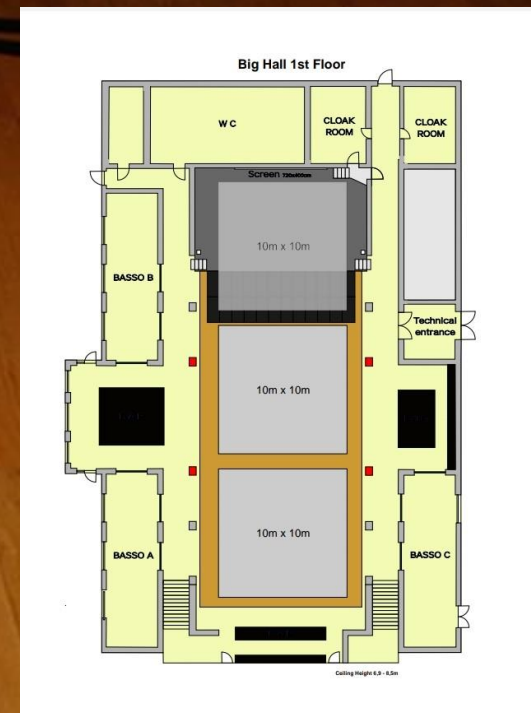 Big Hall 1st Floor
W C
CLOAK
ROOM
CLOAK
ROOM
Screen 720x400cm
10m x 10m
BASSO B
Technical
entrance
10m x 10m
10m x 10m
BASSO A
BASSO C
Ceiling Height 6,5 - 8,5m